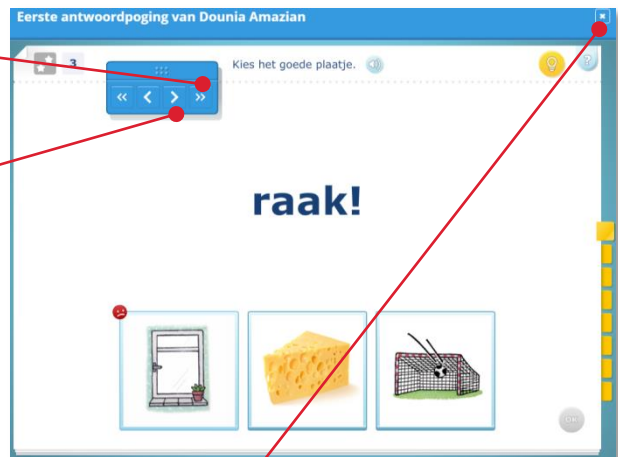 Eerste antwoordpoging van Dounia Amazian
3
Kies het goede plaatje.
?
« < > »
raak!
OK